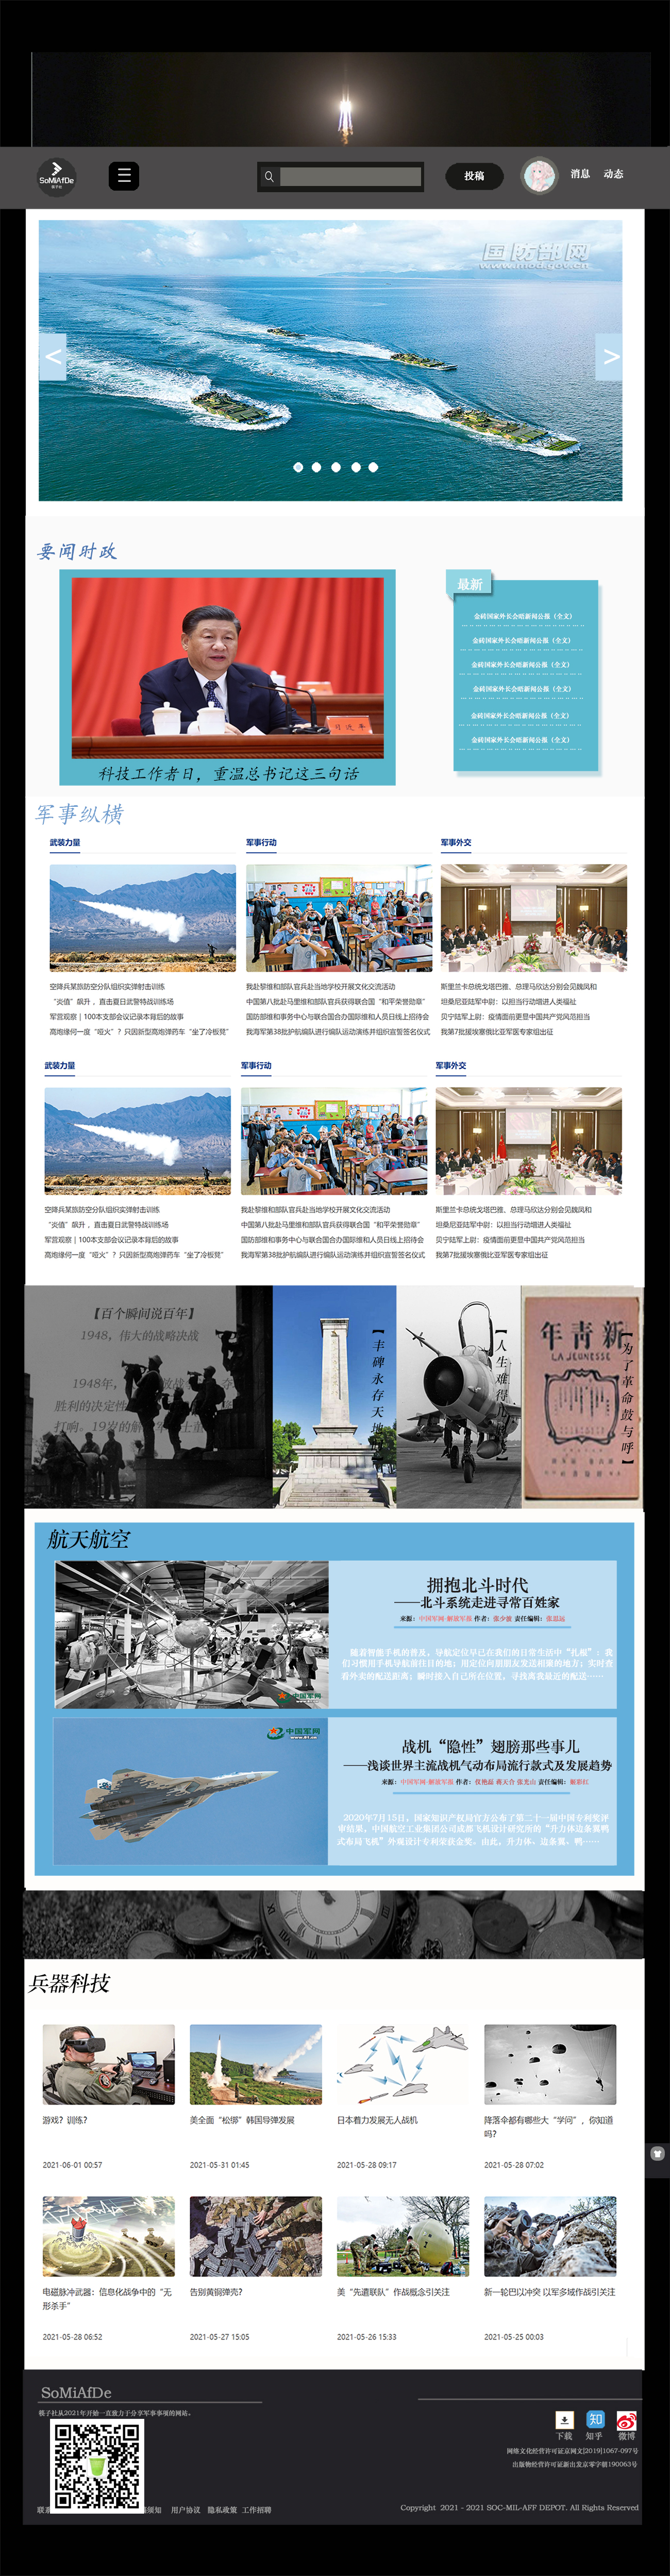 SoMiAfDe
筷子社
投稿
消息 动态
国防部网
www.mod.gov.cn
<
>
要闻时政
最新
金砖国家外长会晤新闻公报（全文）
金砖国家外长会晤新闻公报（全文）
金砖国家外长会晤新闻公报（全文）
金砖国家外长会晤新闻公报（全文）
金砖国家外长会晤新闻公报（全文）
金砖国家外长会晤新闻公报（全文）
习近平
科技工作者日，重温总书记这三句话
军事纵横
武装力量 军事行动 军事外交
空降兵某旅防空分队组织实弹射击训练
“炎值”飙升，直击夏日武警特战训练场
军营观察｜100本支部会议记录本背后的故事
高炮缘何一度“哑火”？只因新型高炮弹药车“坐了冷板凳”
我赴黎维和部队官兵赴当地学校开展文化交流活动
中国第八批赴马里维和部队官兵获得联合国“和平荣誉勋章”
国防部维和事务中心与联合国合办国际维和人员日线上招待会
我海军第38批护航编队进行编队运动演练并组织宣誓签名仪式
斯里兰卡总统戈塔巴雅、总理马欣达分别会见魏凤和
坦桑尼亚陆军中尉：以担当行动增进人类福祉
贝宁陆军上尉：疫情面前更显中国共产党风范担当
我第7批援埃塞俄比亚军医专家组出征
武装力量 军事行动 军事外交
空降兵某旅防空分队组织实弹射击训练
“炎值”飙升，直击夏日武警特战训练场
军营观察｜100本支部会议记录本背后的故事
高炮缘何一度“哑火”？只因新型高炮弹药车“坐了冷板凳”
我赴黎维和部队官兵赴当地学校开展文化交流活动
中国第八批赴马里维和部队官兵获得联合国“和平荣誉勋章”
国防部维和事务中心与联合国合办国际维和人员日线上招待会
我海军第38批护航编队进行编队运动演练并组织宣誓签名仪式
斯里兰卡总统戈塔巴雅、总理马欣达分别会见魏凤和
坦桑尼亚陆军中尉：以担当行动增进人类福祉
贝宁陆军上尉：疫情面前更显中国共产党风范担当
我第7批援埃塞俄比亚军医专家组出征
【百个瞬间说百年】
1948，伟大的战略决战
1948年，
胜利的决定性
打响。19岁的解
【丰碑永存天地
【人生难得
新青年
LA JEUNESSE
【为了革命鼓与呼】
航天航空
中国军网
拥抱北斗时代
——北斗系统走进寻常百姓家
来源：中国军网-解放军报 作者：张少波 责任编辑：张思远
随着智能手机的普及，导航定位早已在我们的日常生活中“扎根”：我
们习惯用手机导航前往目的地；用定位向朋朋友发送相聚的地方；实时查
看外卖的配送距离；瞬时接入自己所在位置，寻找离我最近的配送……
中国军网
www.81.cn
战机“隐性”翅膀那些事儿
——浅谈世界主流战机气动布局流行款式及发展趋势
来源：中国军网-解放军报 作者：伎艳磊 蒋天合 张光山 责任编辑：
2020年7月15日，国家知识产权局官方公布了第二十一届中国专利奖评
审结果，中国航空工业集团公司成都飞机设计研究所的“升力体边条翼鸭
式布局飞机”外观设计专利荣获金奖。由此，升力体、边条翼、鸭……
兵器科技
游戏？训练？
2021-06-01 00:57
美全面“松绑”韩国导弹发展
2021-05-31 01:45
日本着力发展无人战机
2021-05-28 09:17
降落伞都有哪些大“学问”，你知道
吗？
2021-05-28 07:02
电磁脉冲武器：信息化战争中的“无
形杀手”
2021-05-28 06:52
告别黄铜弹壳？
2021-05-27 15:05
美“先遣联队”作战概念引关注
2021-05-26 15:33
新一轮巴以冲突 以军多域作战引关注
2021-05-25 00:03
SoMiAfDe
筷子社从2021年开始一直致力于分享军事军事项的网站。
知
下载 知乎 微博
网络文化经营许可证京网文[2019]1067-097号
出版物经营许可证新出发京零字朝190063号
联系 须知 用户协议 隐私政策 工作招聘
Copyright 2021 - 2021 SOC-MIL-AFF DEPOT. All Rights Reserved